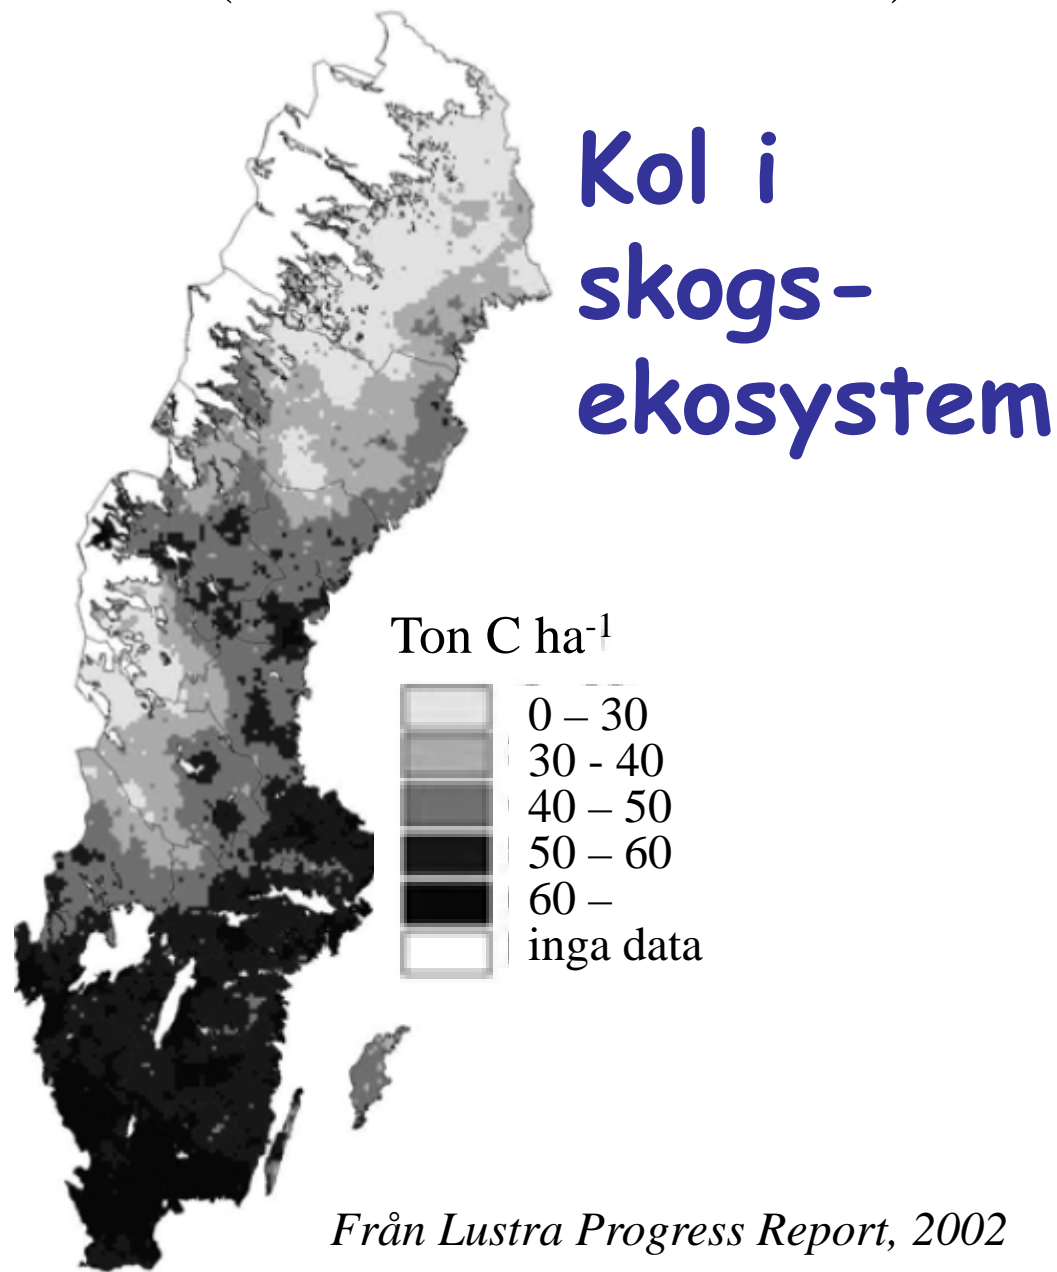 Kol i
skogs-
ekosystem
Ton C ha-1
0 – 30
30 - 40
40 – 50
50 – 60
60 –
inga data
Från Lustra Progress Report, 2002